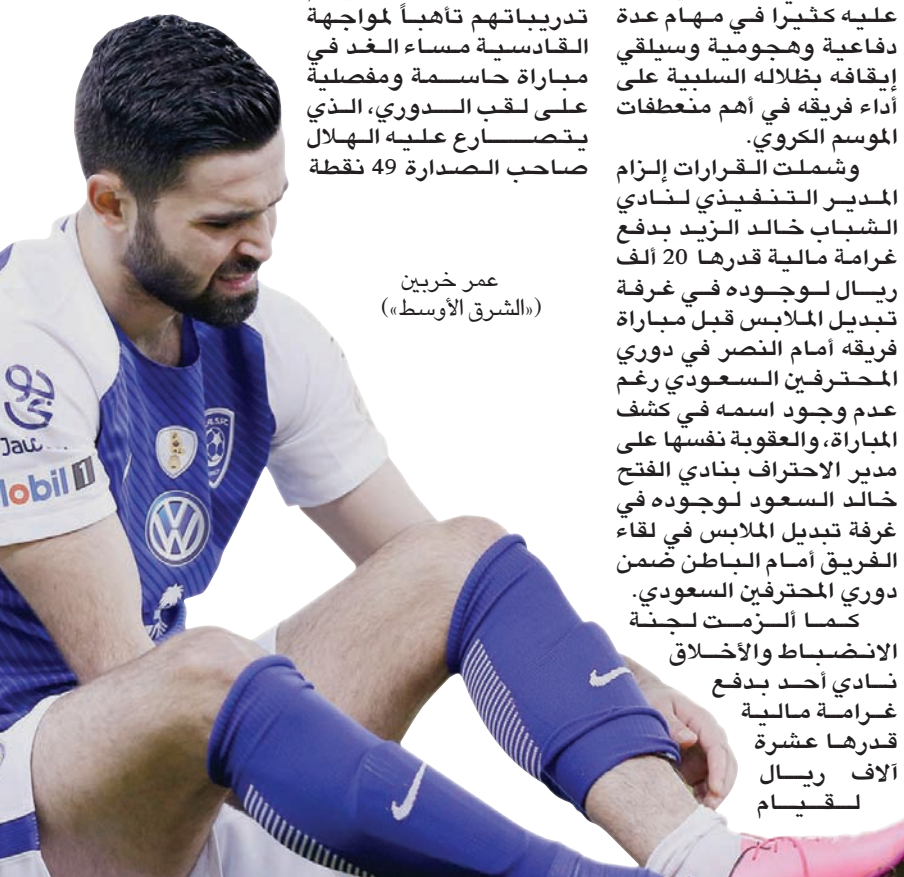 عليه كثيرا في مهام عدة
دفاعية وهجومية وسيلقي
إيقافه بظلاله السلبية على
أداء فريقه في أهم منعطفات
الموسم الكروي.
وشملت القرارات إلزام
المدير التنفيذي لنادي
الشباب خالد الزيد بدفع
غرامة مالية قدرها 20 ألف
ريال لوجوده في غرفة
تبديل الملابس قبل مباراة
فريقه أمام النصر في دوري
المحترفين السعودي رغم
عدم وجود اسمه في كشف
المباراة، والعقوبة نفسها على
مدير الاحتراف بنادي الفتح
خالد السعود لوجوده في
غرفة تبديل الملابس في لقاء
الفريق أمام الباطن ضمن
دوري المحترفين السعودي.
كما ألزمت لجنة
الانضباط والأخلاق
نادي أحد بدفع
غرامة مالية
قدرها عشرة
آلاف ريال
لقيام
تدريباتهم تأهباً لمواجهة
القادسية مساء الغد في
مباراة حاسمة ومفصلية
على لقب الدوري، الذي
يتصارع عليه الهلال
صاحب الصدارة 49 نقطة
عمر خربين
(«الشرق الأوسط»)
Mobil 1
VW